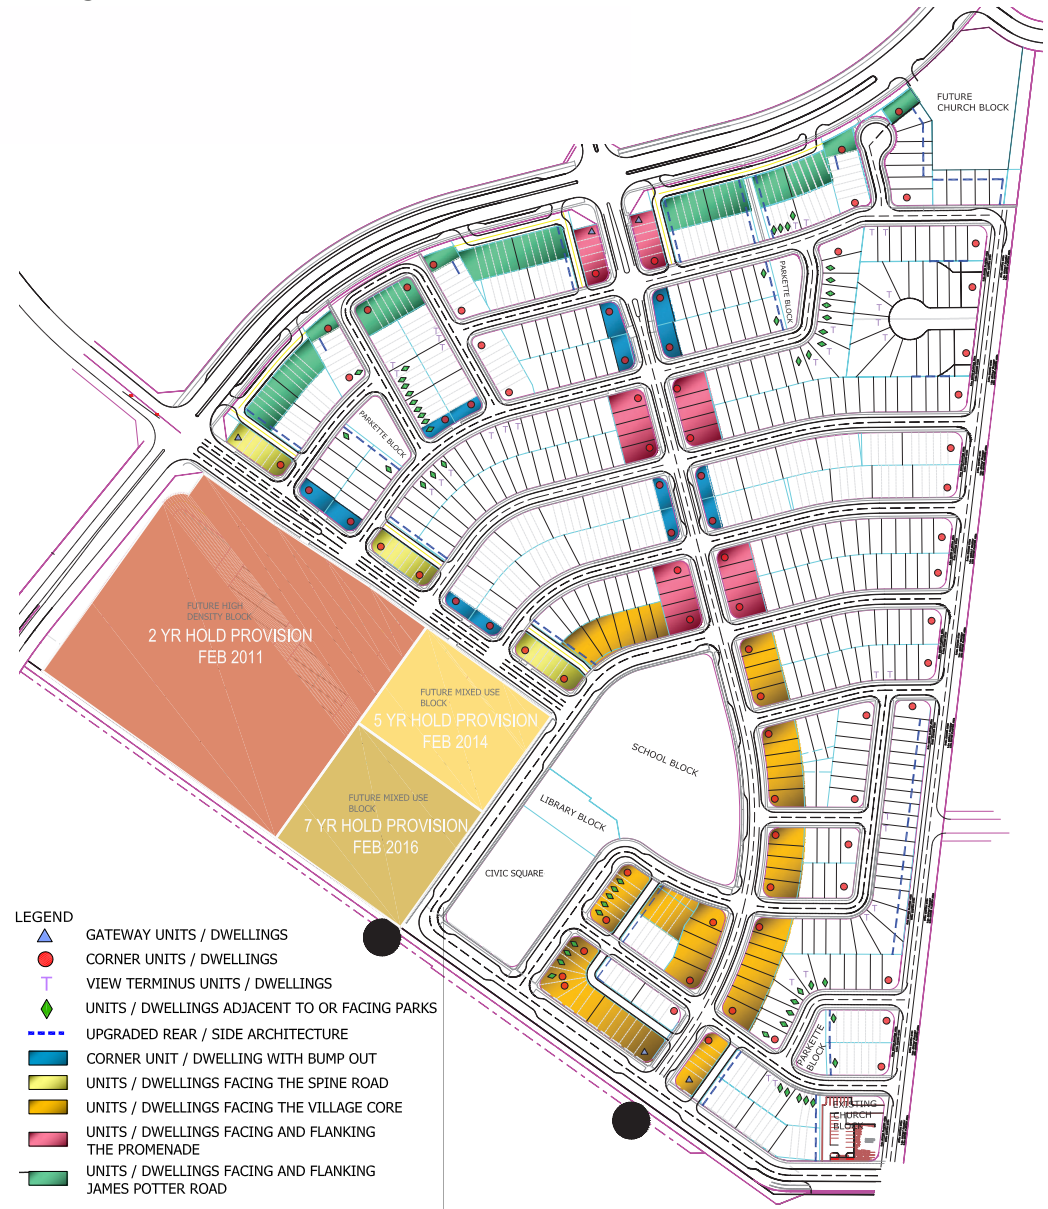 FUTURE
CHURCH BLOCK
PARKETTE BLOCK
PARKETTE BLOCK
FUTURE HIGH
DENSITY BLOCK
2 YR HOLD PROVISION
FEB 2011
FUTURE MIXED USE
BLOCK
5 YR HOLD PROVISION
FEB 2014
SCHOOL BLOCK
FUTURE MIXED USE
BLOCK
7 YR HOLD PROVISION
FEB 2016
LIBRARY BLOCK
CIVIC SQUARE
PARKETTE
BLOCK
EXISTING
CHURCH
BLOCK
LEGEND
GATEWAY UNITS / DWELLINGS
CORNER UNITS / DWELLINGS
T VIEW TERMINUS UNITS / DWELLINGS
UNITS / DWELLINGS ADJACENT TO OR FACING PARKS
UPGRADED REAR / SIDE ARCHITECTURE
CORNER UNIT / DWELLING WITH BUMP OUT
UNITS / DWELLINGS FACING THE SPINE ROAD
UNITS / DWELLINGS FACING THE VILLAGE CORE
UNITS / DWELLINGS FACING AND FLANKING
THE PROMENADE
UNITS / DWELLINGS FACING AND FLANKING
JAMES POTTER ROAD